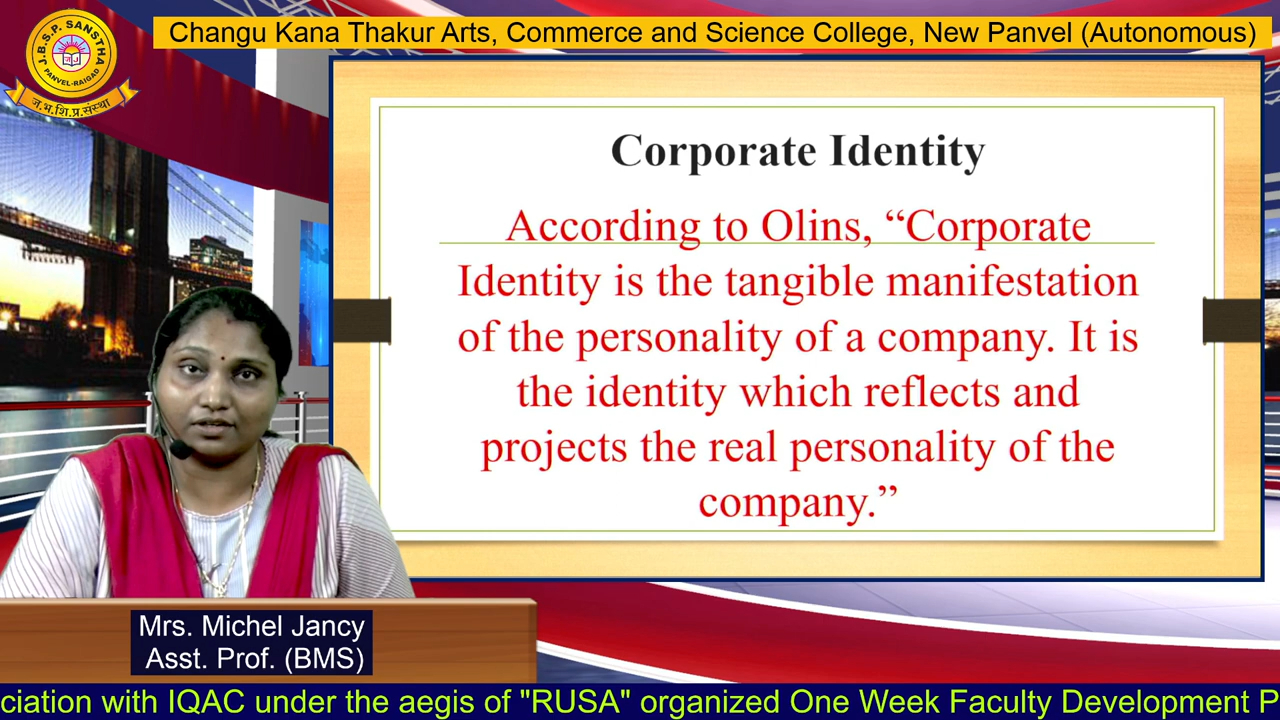 Changu Kana Thakur Arts, Commerce and Science College, New Panvel (Autonomous)
J.B.S.P. SANSTHA
PANVEL-RAIGAD
ज.भ.शि.प्र.संस्था
Corporate Identity
According to Olins, “Corporate
Identity is the tangible manifestation
of the personality of a company. It is
the identity which reflects and
projects the real personality of the
company.”
Mrs. Michel Jancy
Asst. Prof. (BMS)
ciation with IQAC under the aegis of "RUSA" organized One Week Faculty Development P